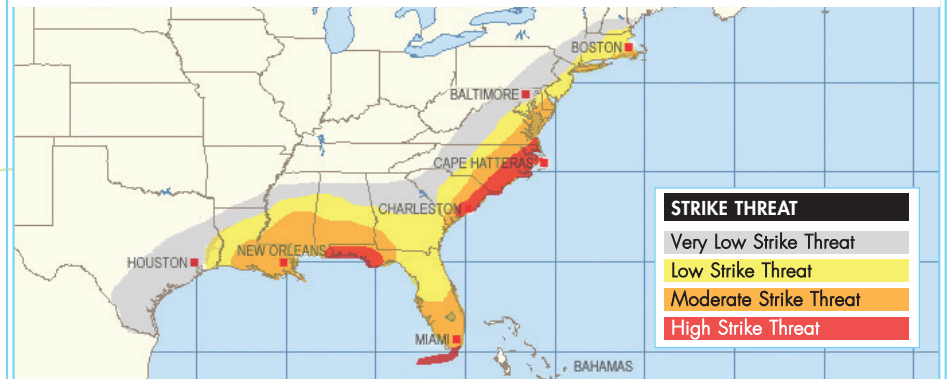 BOSTON
BALTIMORE
CAPE HATTERAS
CHARLESTON
NEW ORLEANS
HOUSTON
MIAMI
BAHAMAS
STRIKE THREAT
Very Low Strike Threat
Low Strike Threat
Moderate Strike Threat
High Strike Threat